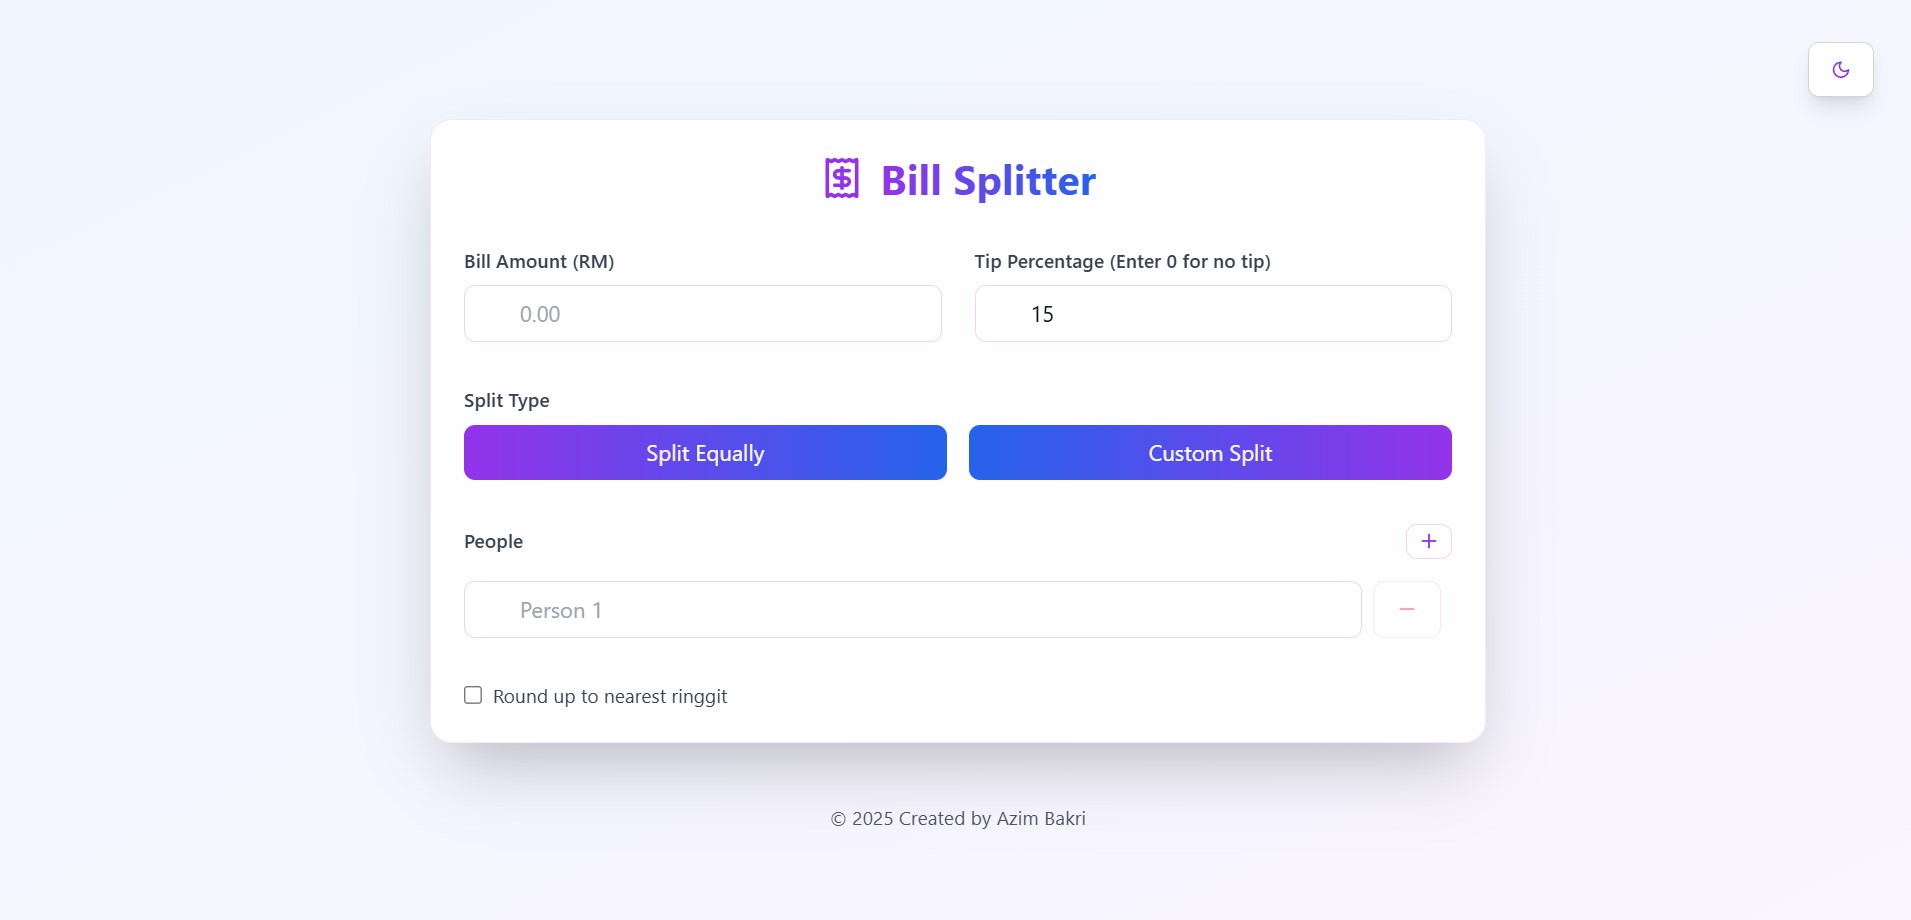 Bill Splitter
Bill Amount (RM)
Tip Percentage (Enter 0 for no tip)
0.00
15
Split Type
Split Equally
Custom Split
People
Person 1
Round up to nearest ringgit
© 2025 Created by Azim Bakri